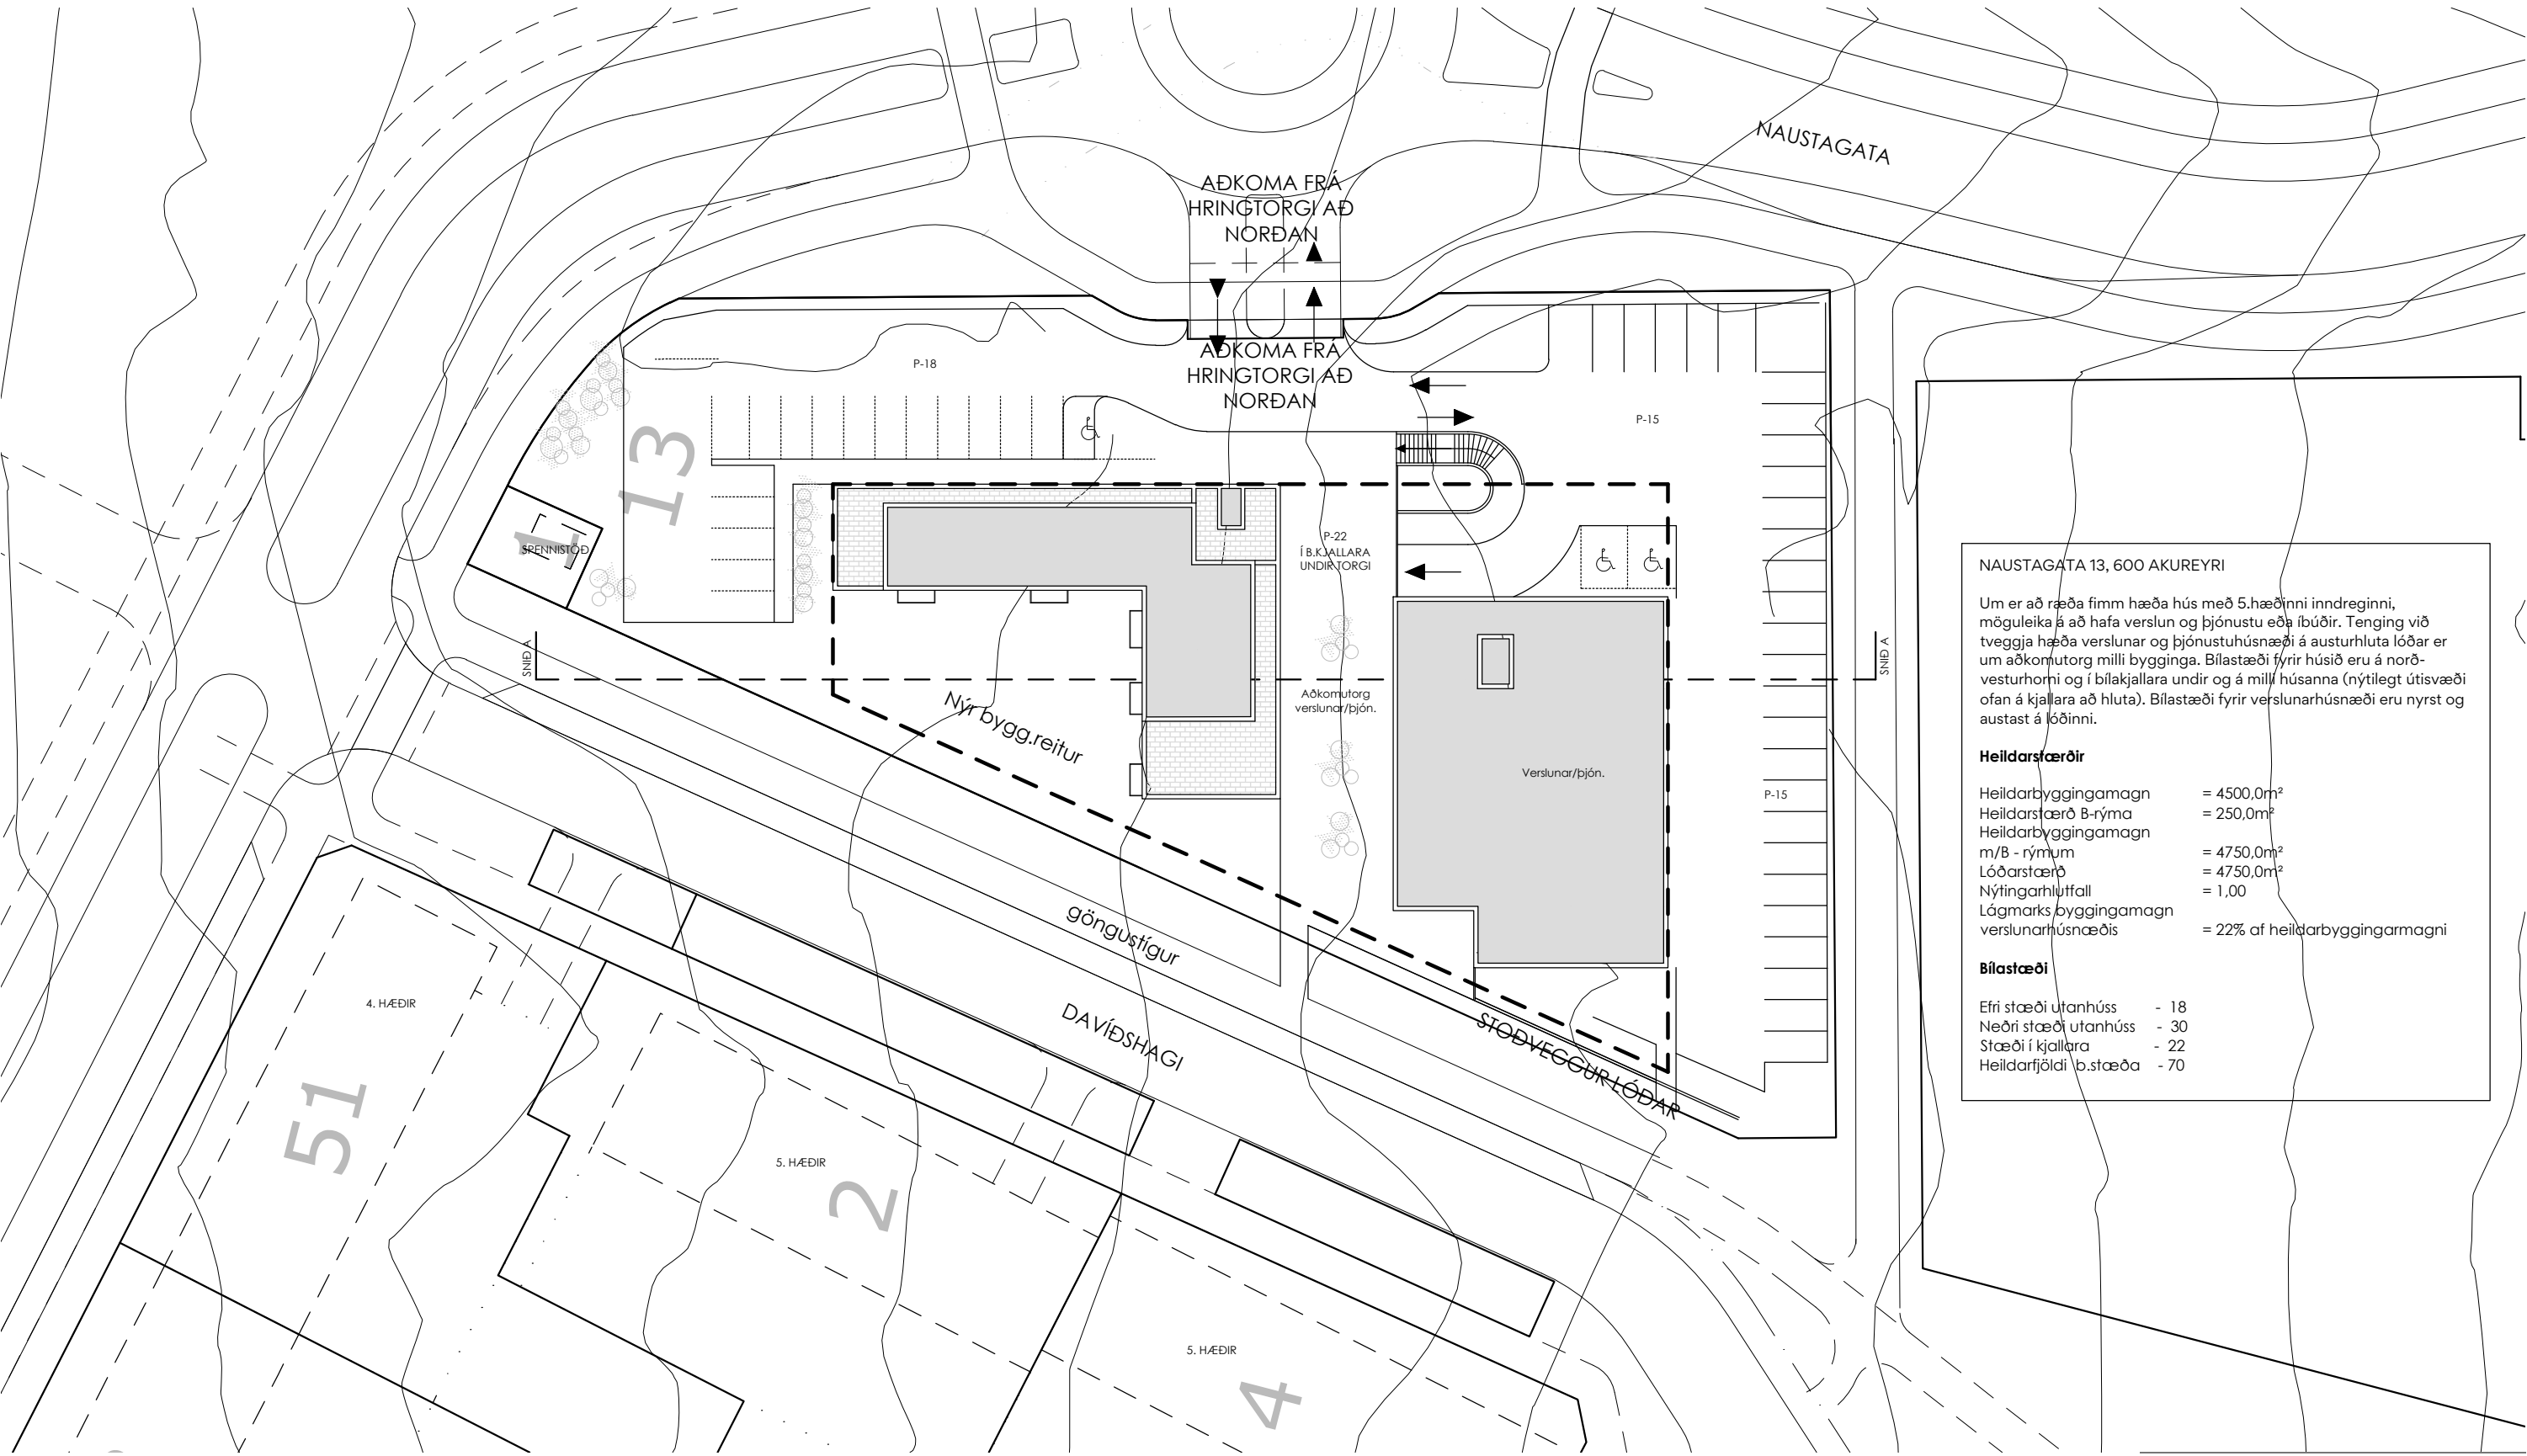 NAUSTAGATA
AÐKOMA FRÁ
HRINGTORGI AÐ
NORÐAN
AÐKOMA FRÁ
HRINGTORGI AÐ
NORÐAN
P-18
P-15
13
1
SPENNISTÖÐ
P-22
Í B.KJALLARA
UNDIR TORGI
SNIÐ A
SNIÐ A
Aðkomutorg
verslunar/þjón.
Nýr bygg.reitur
Verslunar/þjón.
P-15
göngustígur
DAVÍÐSHAGI
STOÐVEGGUR LÓÐAR
4. HÆÐIR
51
5. HÆÐIR
2
5. HÆÐIR
4
NAUSTAGATA 13, 600 AKUREYRI
Um er að ræða fimm hæða hús með 5.hæðinni inndreginni,
möguleika á að hafa verslun og þjónustu eða íbúðir. Tenging við
tveggja hæða verslunar og þjónustuhúsnæði á austurhluta lóðar er
um aðkomutorg milli bygginga. Bílastæði fyrir húsið eru á norð-
vesturhorni og í bílakjallara undir og á milli húsanna (nýtilegt útisvæði
ofan á kjallara að hluta). Bílastæði fyrir verslunarhúsnæði eru nyrst og
austast á lóðinni.
Heildarstærðir
Heildarbyggingamagn = 4500,0m²
Heildarstærð B-rýma = 250,0m²
Heildarbyggingamagn
m/B - rýmum = 4750,0m²
Lóðarstærð = 4750,0m²
Nýtingarhlutfall = 1,00
Lágmarks byggingamagn
verslunarhúsnæðis = 22% af heildarbyggingarmagni
Bílastæði
Efri stæði utanhúss - 18
Neðri stæði utanhúss - 30
Stæði í kjallara - 22
Heildarfjöldi b.stæða - 70